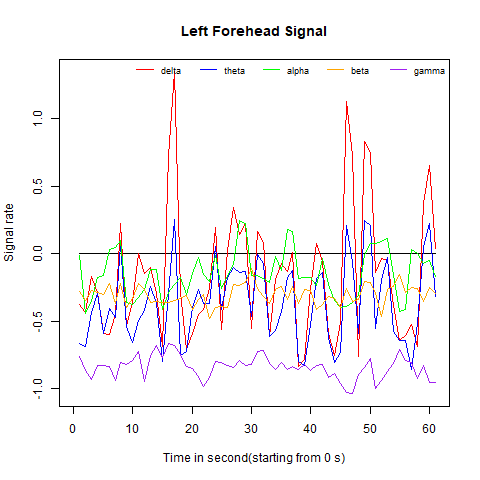 Left Forehead Signal
delta theta alpha beta gamma
Signal rate
1.0
0.5
0.0
-0.5
-1.0
0 10 20 30 40 50 60
Time in second(starting from 0 s)